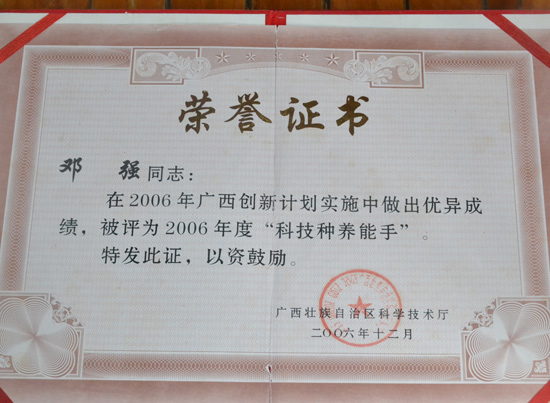 荣誉证书
邓 强同志：
在2006年广西创新计划实施中做出优异成
绩，被评为2006年度“科技种养能手”。
特发此证，以资鼓励。
广西壮族自治区科学技术厅
二〇〇六年十二月